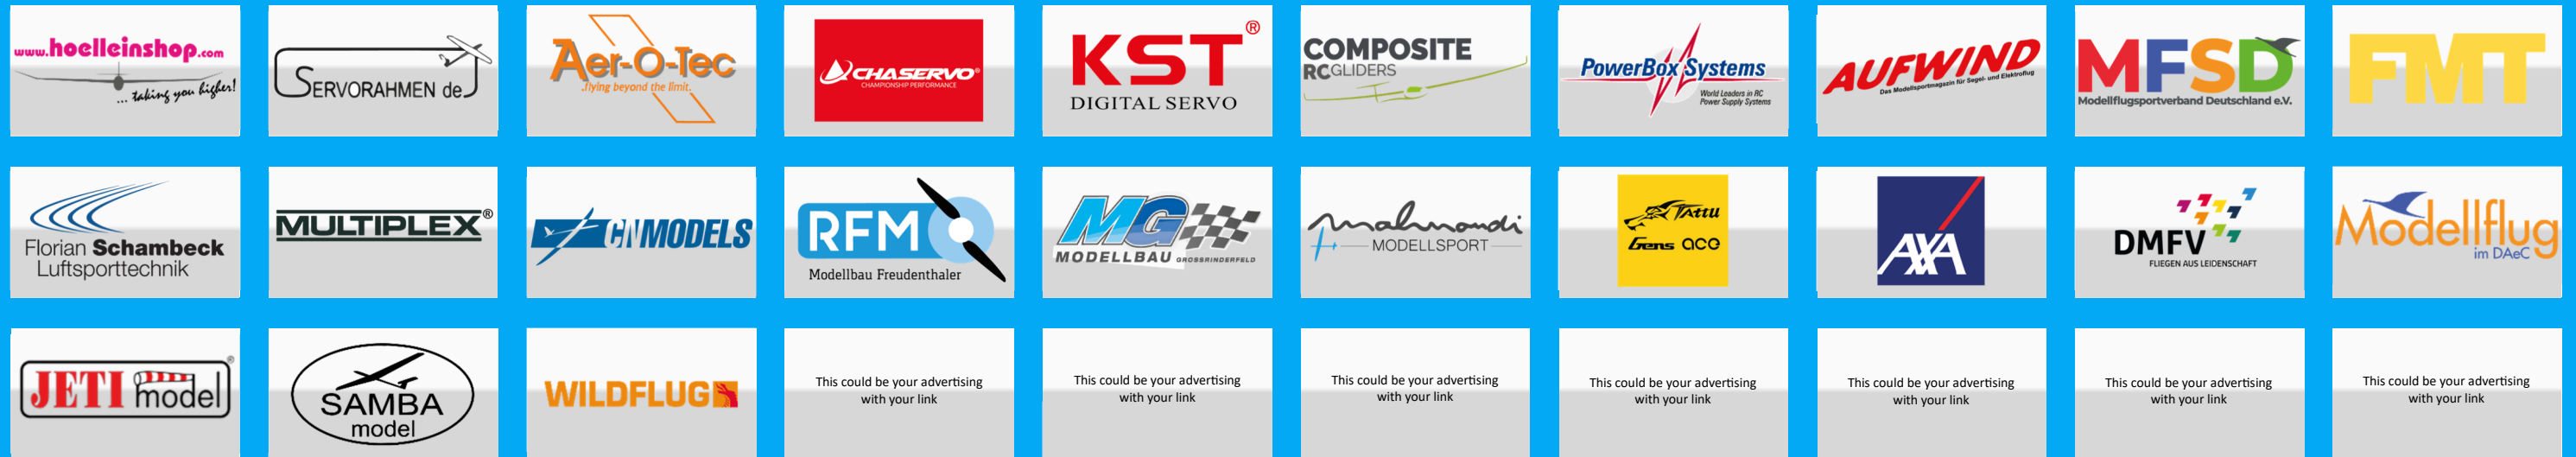 www.hoelleinshop.com
... taking you higher!
SERVORAHMEN de
Aer-O-Tec
.flying beyond the limit.
CHASERVO®
CHAMPIONSHIP PERFORMANCE
KST®
DIGITAL SERVO
COMPOSITE
RCGLIDERS
PowerBox Systems
World Leaders in RC
Power Supply Systems
AUFWIND
Das Modellsportmagazin für Segel- und Elektroflug
MFSD
Modellflugsportverband Deutschland e.V.
FMT
Florian Schambeck
Luftsporttechnik
MULTIPLEX®
CNMODELS
RFM
Modellbau Freudenthaler
MG
MODELLBAU GROSSRINDERFELD
mahmoudi
MODELLSPORT
TATTU
Gens ace
AXA
DMFV
FLIEGEN AUS LEIDENSCHAFT
Modellflug
im DAeC
JETI model®
SAMBA
model
WILDFLUG
This could be your advertising
with your link
This could be your advertising
with your link
This could be your advertising
with your link
This could be your advertising
with your link
This could be your advertising
with your link
This could be your advertising
with your link
This could be your advertising
with your link